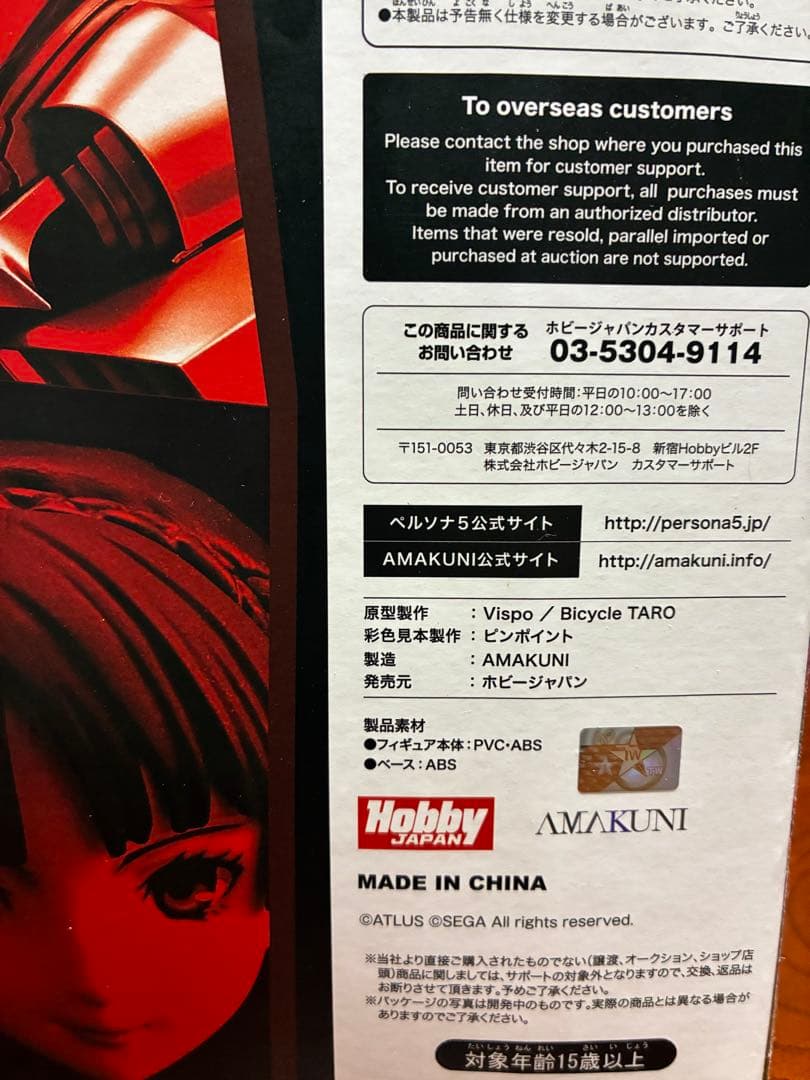 ●本製品は予告無く仕様を変更する場合がございます。ご了承ください。
To overseas customers
Please contact the shop where you purchased this
item for customer support.
To receive customer support, all purchases must
be made from an authorized distributor.
Items that were resold, parallel imported or
purchased at auction are not supported.
この商品に関する
お問い合わせ
ホビージャパンカスタマーサポート
03-5304-9114
問い合わせ受付時間:平日の10:00〜17:00
土日、休日、及び平日の12:00〜13:00を除く
〒151-0053 東京都渋谷区代々木2-15-8 新宿Hobbyビル2F
株式会社ホビージャパン カスタマーサポート
ペルソナ5公式サイト http://persona5.jp/
AMAKUNI公式サイト http://amakuni.info/
原型製作 : Vispo / Bicycle TARO
彩色見本製作 : ピンポイント
製造 : AMAKUNI
発売元 : ホビージャパン
製品素材
●フィギュア本体:PVC・ABS
●ベース:ABS
Hobby
JAPAN
AMAKUNI
MADE IN CHINA
©ATLUS ©SEGA All rights reserved.
※当社より直接ご購入されたものでない(譲渡、オークション、ショップ店
頭)商品に関しましては、サポートの対象外となりますので、交換、返品は
お断りさせて頂きます。予めご了承ください。
※パッケージの写真は開発中のものです。実際の商品とは異なる場合が
ありますのでご了承ください。
たいしょうねんれい さいいじょう
対象年齢15歳以上